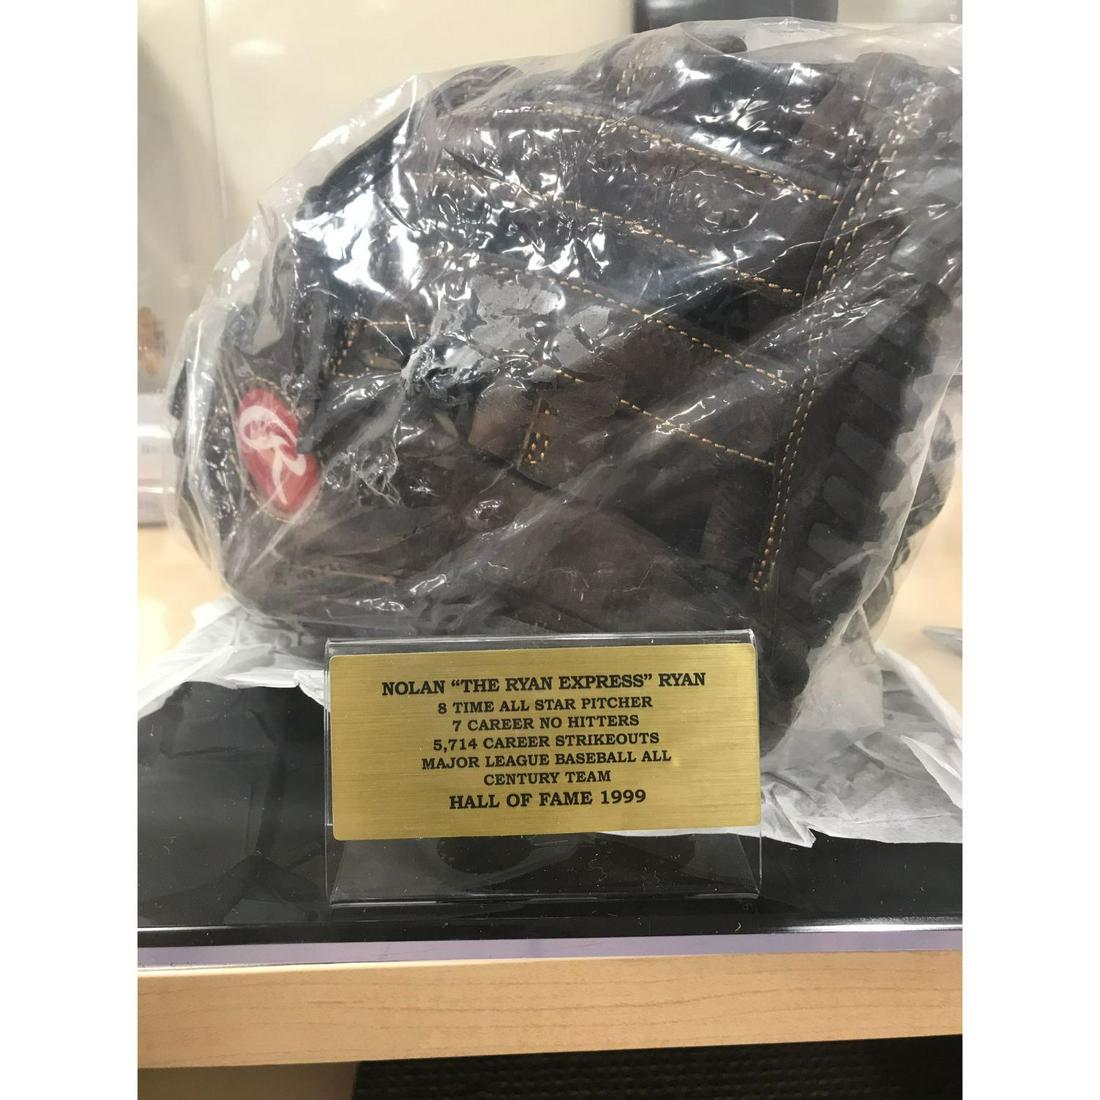 R
NOLAN “THE RYAN EXPRESS” RYAN
8 TIME ALL STAR PITCHER
7 CAREER NO HITTERS
5,714 CAREER STRIKEOUTS
MAJOR LEAGUE BASEBALL ALL
CENTURY TEAM
HALL OF FAME 1999